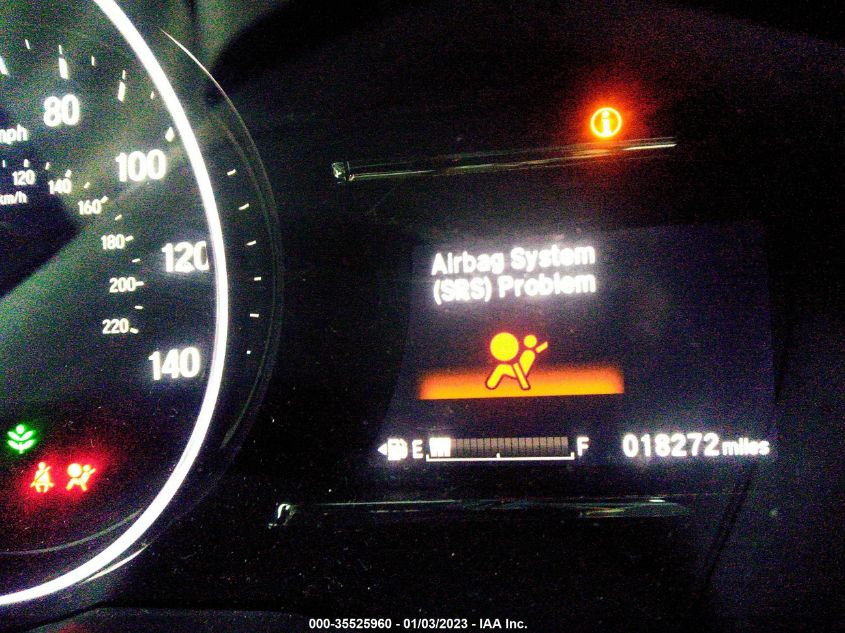 80
mph
100
120
140
km/h
160
120
180
200
220
140
Airbag System
(SRS) Problem
E
F
018272 miles
000-35525960 - 01/03/2023 - IAA Inc.